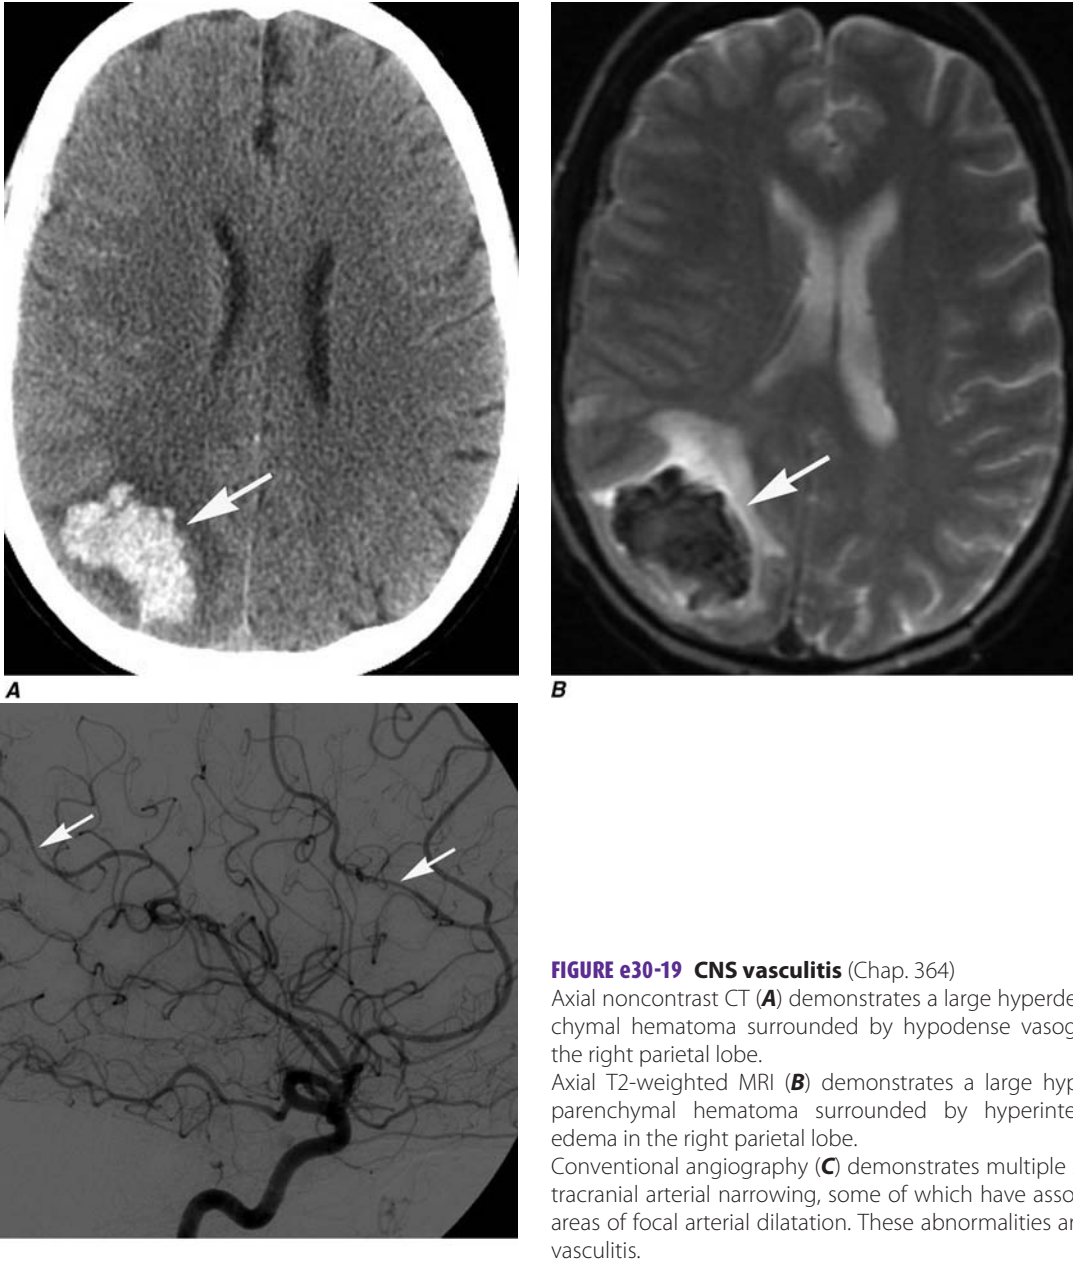 A
B
FIGURE e30-19 CNS vasculitis (Chap. 364)
Axial noncontrast CT (A) demonstrates a large hyperde
chymal hematoma surrounded by hypodense vasog
the right parietal lobe.
Axial T2-weighted MRI (B) demonstrates a large hyp
parenchymal hematoma surrounded by hyperinte
edema in the right parietal lobe.
Conventional angiography (C) demonstrates multiple
tracranial arterial narrowing, some of which have asso
areas of focal arterial dilatation. These abnormalities ar
vasculitis.